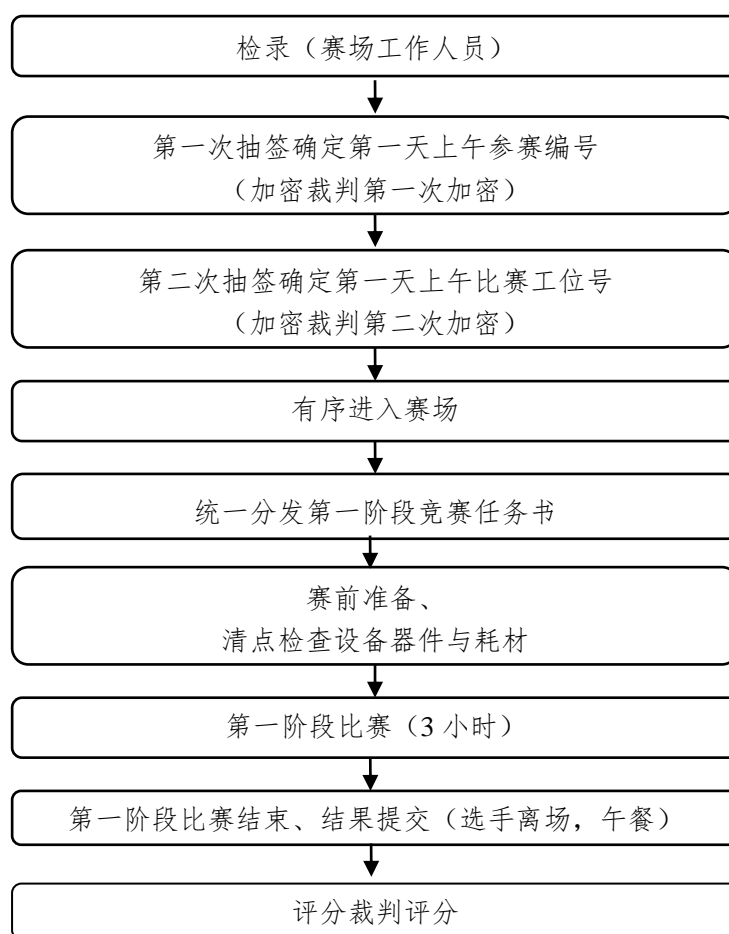 检录（赛场工作人员）
第一次抽签确定第一天上午参赛编号
（加密裁判第一次加密）
第二次抽签确定第一天上午比赛工位号
（加密裁判第二次加密）
有序进入赛场
统一分发第一阶段竞赛任务书
赛前准备、
清点检查设备器件与耗材
第一阶段比赛（3 小时）
第一阶段比赛结束、结果提交（选手离场，午餐）
评分裁判评分